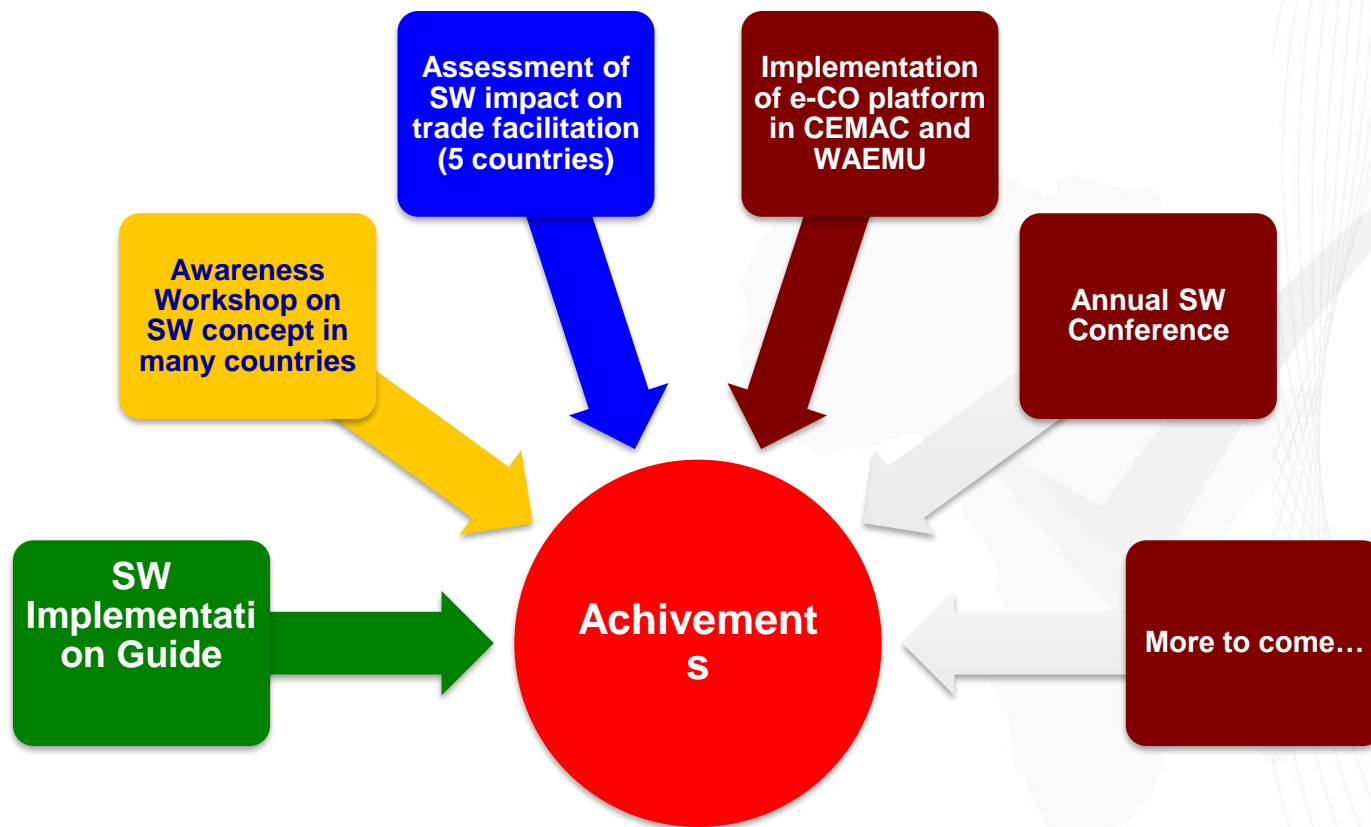 Assessment of
SW impact on
trade facilitation
(5 countries)
Implementation
of e-CO platform
in CEMAC and
WAEMU
Awareness
Workshop on
SW concept in
many countries
Annual SW
Conference
SW
Implementati
on Guide
Achivement
s
More to come…